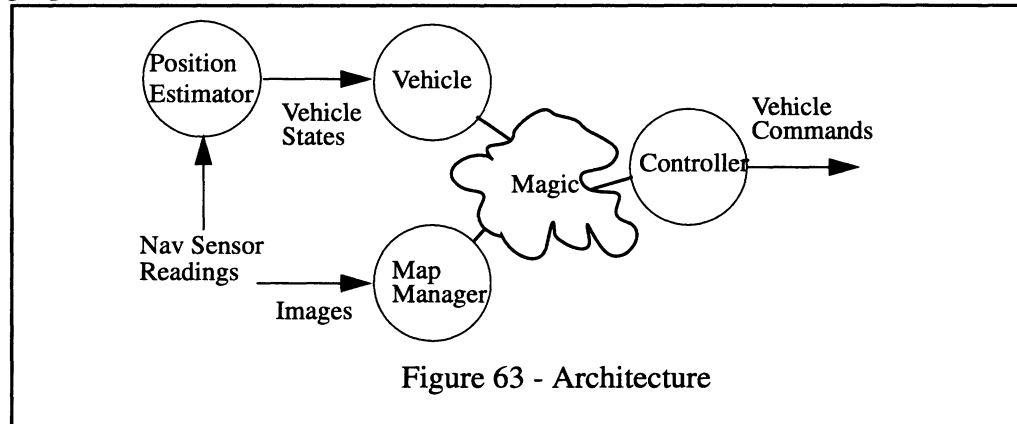 Position
Estimator
Vehicle
States
Vehicle
Magic
Controller
Vehicle
Commands
Nav Sensor
Readings
Images
Map
Manager
Figure 63 - Architecture